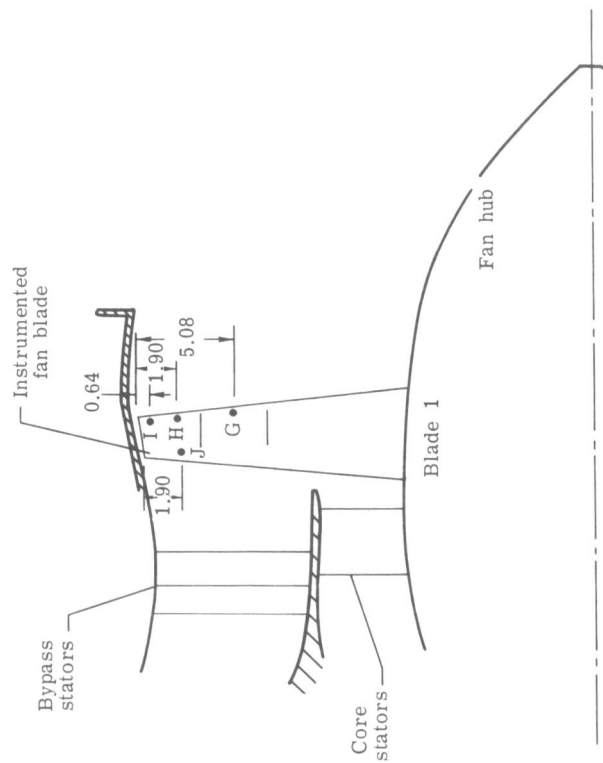 Instrumented
fan blade
0.64
1.90
5.08
1.90
I
H
J
G
Bypass
stators
Core
stators
Blade 1
Fan hub